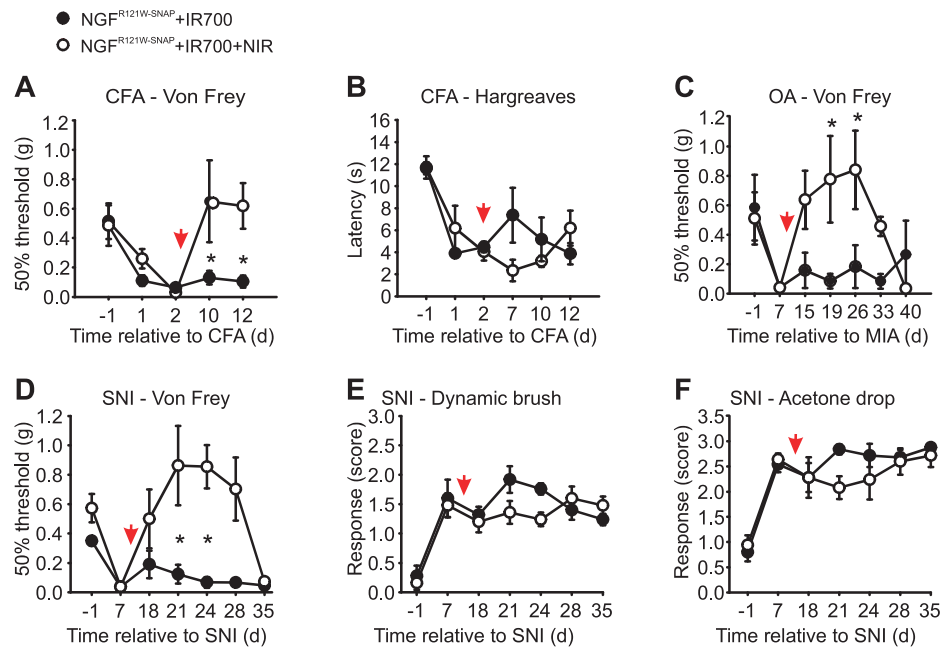 NGFR121W-SNAP+IR700
NGFR121W-SNAP+IR700+NIR
A
CFA - Von Frey
50% threshold (g)
1.2
1.0
0.8
0.6
0.4
0.2
0.0
* *
-1 1 2 10 12
Time relative to CFA (d)
B
CFA - Hargreaves
Latency (s)
16
14
12
10
8
6
4
2
0
-1 1 2 7 10 12
Time relative to CFA (d)
C
OA - Von Frey
50% threshold (g)
1.2
1.0
0.8
0.6
0.4
0.2
0.0
* *
-1 7 15 19 26 33 40
Time relative to MIA (d)
D
SNI - Von Frey
50% threshold (g)
1.2
1.0
0.8
0.6
0.4
0.2
0.0
* *
-1 7 18 21 24 28 35
Time relative to SNI (d)
E
SNI - Dynamic brush
Response (score)
3.0
2.5
2.0
1.5
1.0
0.5
0.0
-1 7 18 21 24 28 35
Time relative to SNI (d)
F
SNI - Acetone drop
Response (score)
3.5
3.0
2.5
2.0
1.5
1.0
0.5
0.0
-1 7 18 21 24 28 35
Time relative to SNI (d)